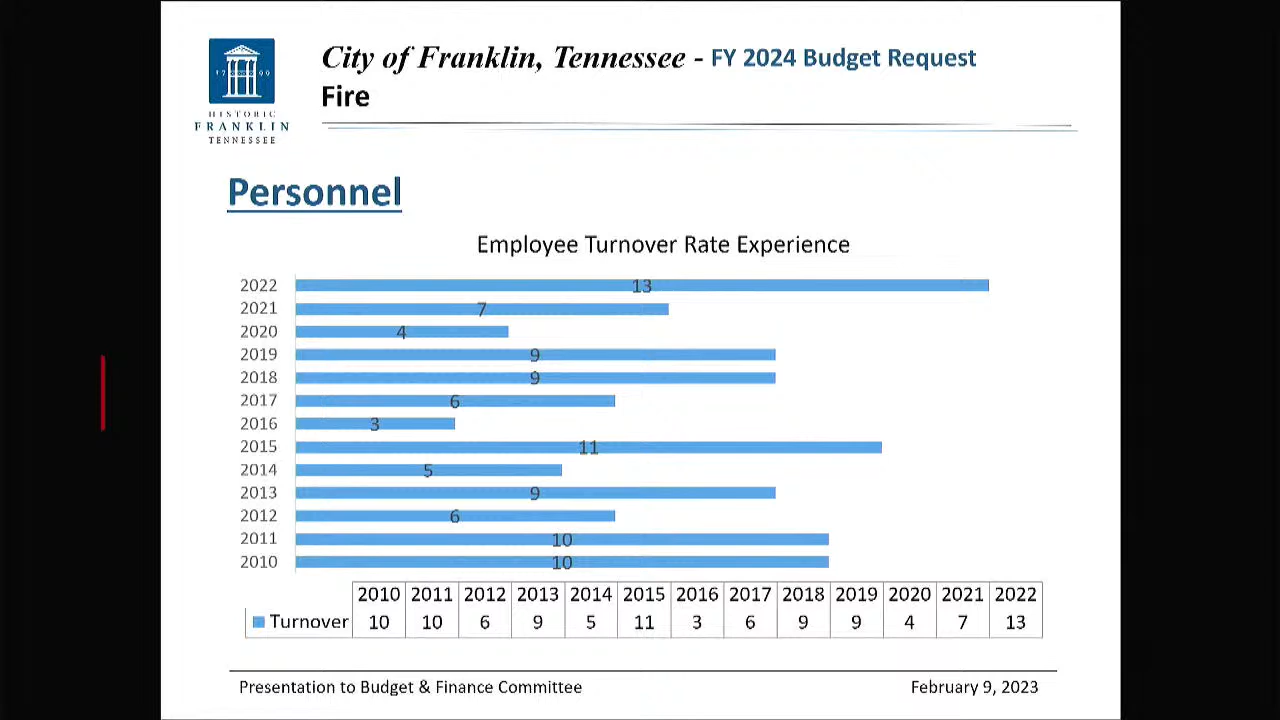 17 99
HISTORIC
FRANKLIN
TENNESSEE
City of Franklin, Tennessee - FY 2024 Budget Request
Fire
Personnel
Employee Turnover Rate Experience
2022 13
2021 7
2020 4
2019 9
2018 9
2017 6
2016 3
2015 11
2014 5
2013 9
2012 6
2011 10
2010 10
2010 2011 2012 2013 2014 2015 2016 2017 2018 2019 2020 2021 2022
Turnover 10 10 6 9 5 11 3 6 9 9 4 7 13
Presentation to Budget & Finance Committee February 9, 2023